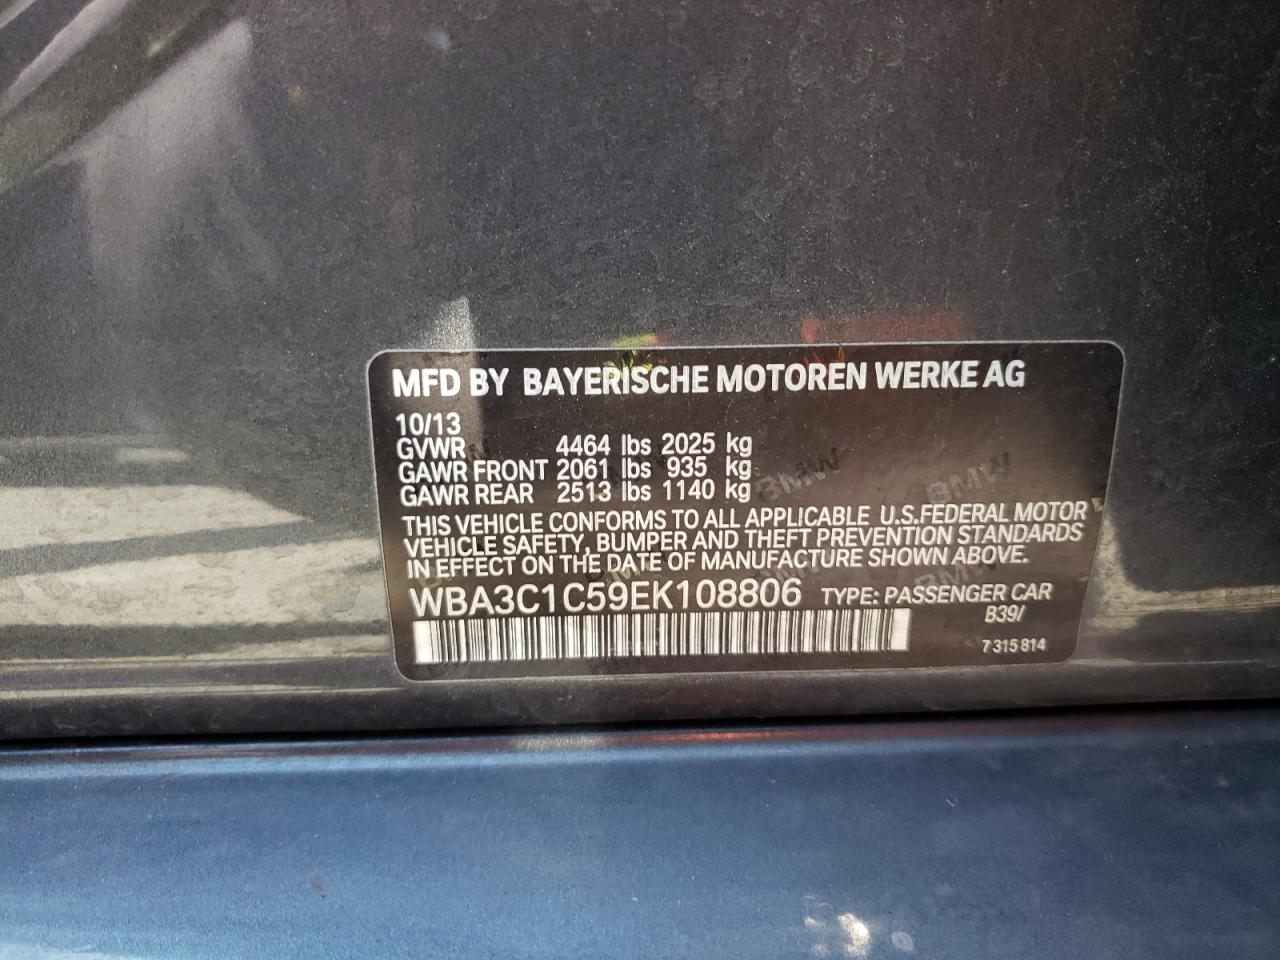 MFD BY BAYERISCHE MOTOREN WERKE AG
10/13
GVWR 4464 lbs 2025 kg
GAWR FRONT 2061 lbs 935 kg
GAWR REAR 2513 lbs 1140 kg
THIS VEHICLE CONFORMS TO ALL APPLICABLE U.S.FEDERAL MOTOR
VEHICLE SAFETY, BUMPER AND THEFT PREVENTION STANDARDS
IN EFFECT ON THE DATE OF MANUFACTURE SHOWN ABOVE.
WBA3C1C59EK108806 TYPE: PASSENGER CAR
B39/
7 315 814
BMW
BMW
BMW